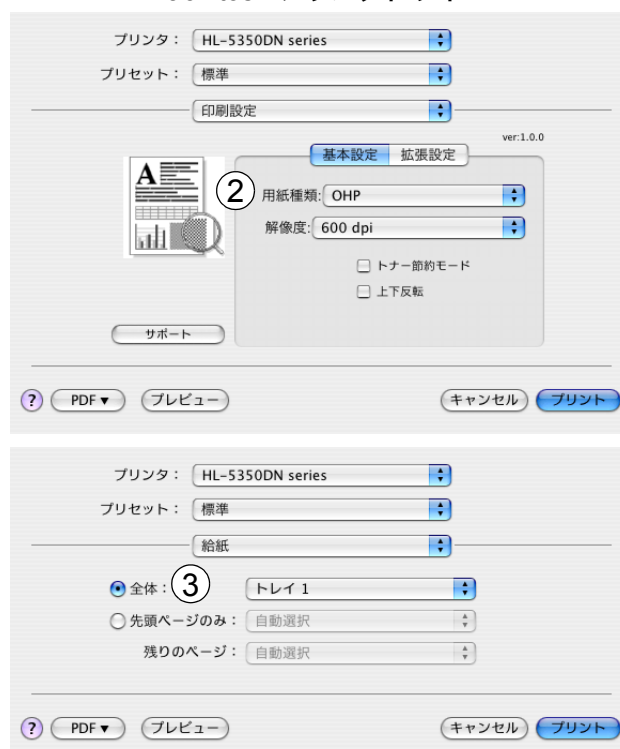 プリンタ： HL-5350DN series
プリセット： 標準
印刷設定
ver:1.0.0
基本設定 拡張設定
A
② 用紙種類: OHP
解像度: 600 dpi
トナー節約モード
上下反転
サポート
? PDF▼ プレビュー キャンセル プリント
プリンタ： HL-5350DN series
プリセット： 標準
給紙
全体： ③ トレイ 1
先頭ページのみ： 自動選択
残りのページ： 自動選択
? PDF▼ プレビュー キャンセル プリント